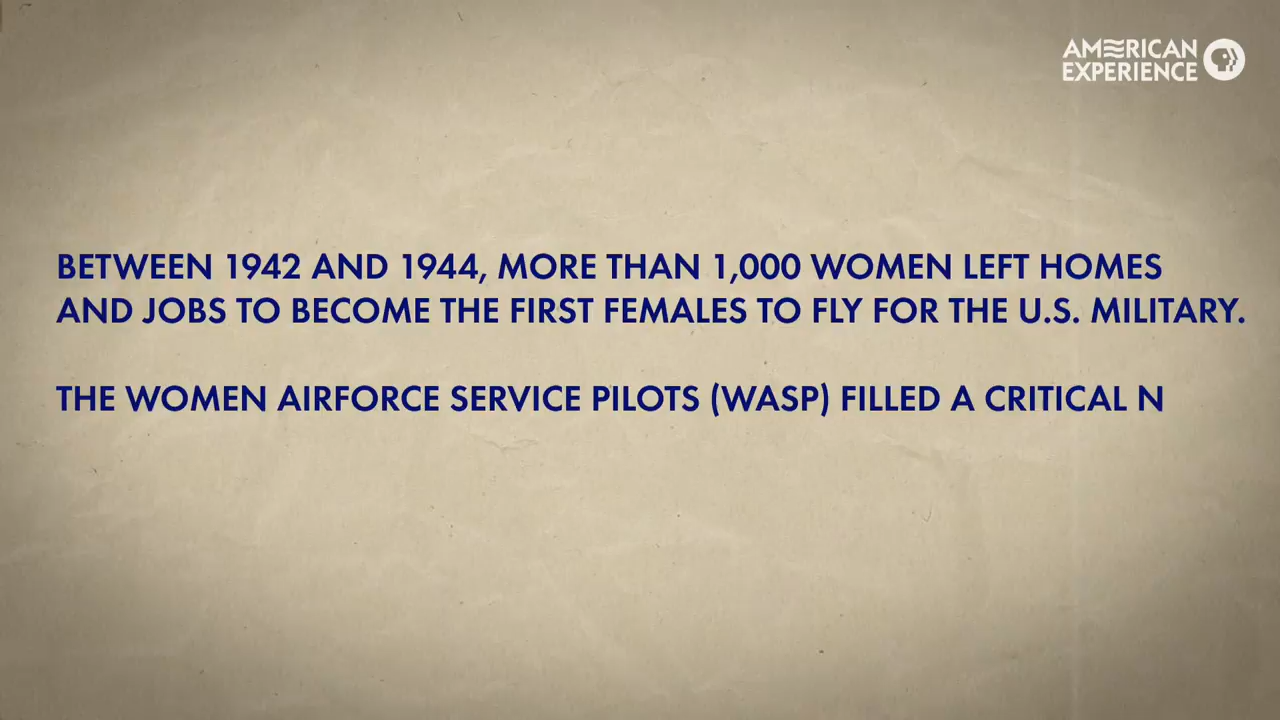 AMERICAN
EXPERIENCE
BETWEEN 1942 AND 1944, MORE THAN 1,000 WOMEN LEFT HOMES
AND JOBS TO BECOME THE FIRST FEMALES TO FLY FOR THE U.S. MILITARY.
THE WOMEN AIRFORCE SERVICE PILOTS (WASP) FILLED A CRITICAL N